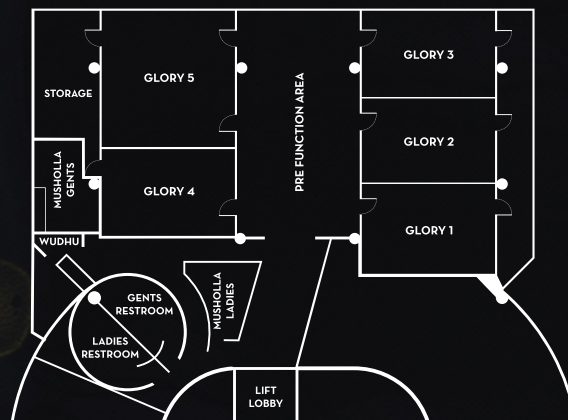 GLORY 5
GLORY 3
STORAGE
PRE FUNCTION AREA
GLORY 2
MUSHOLLA
GENTS
GLORY 4
GLORY 1
WUDHU
GENTS
RESTROOM
MUSHOLLA
LADIES
LADIES
RESTROOM
LIFT
LOBBY